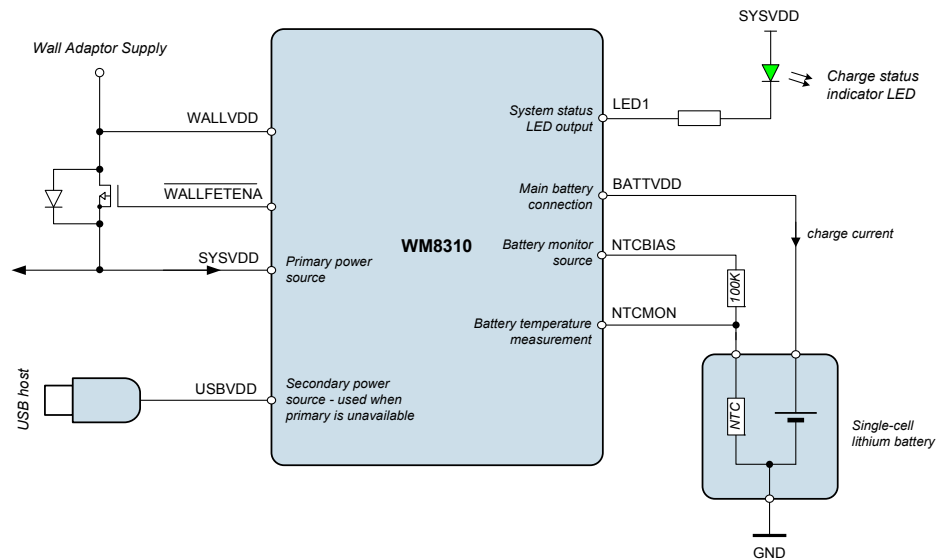 SYSVDD
Wall Adaptor Supply
Charge status
indicator LED
LED1
System status
LED output
WALLVDD
BATTVDD
Main battery
connection
WALLFETENA
charge current
WM8310
NTCBIAS
Battery monitor
source
SYSVDD
Primary power
source
100K
NTCMON
Battery temperature
measurement
USB host
USBVDD
Secondary power
source - used when
primary is unavailable
NTC
Single-cell
lithium battery
GND